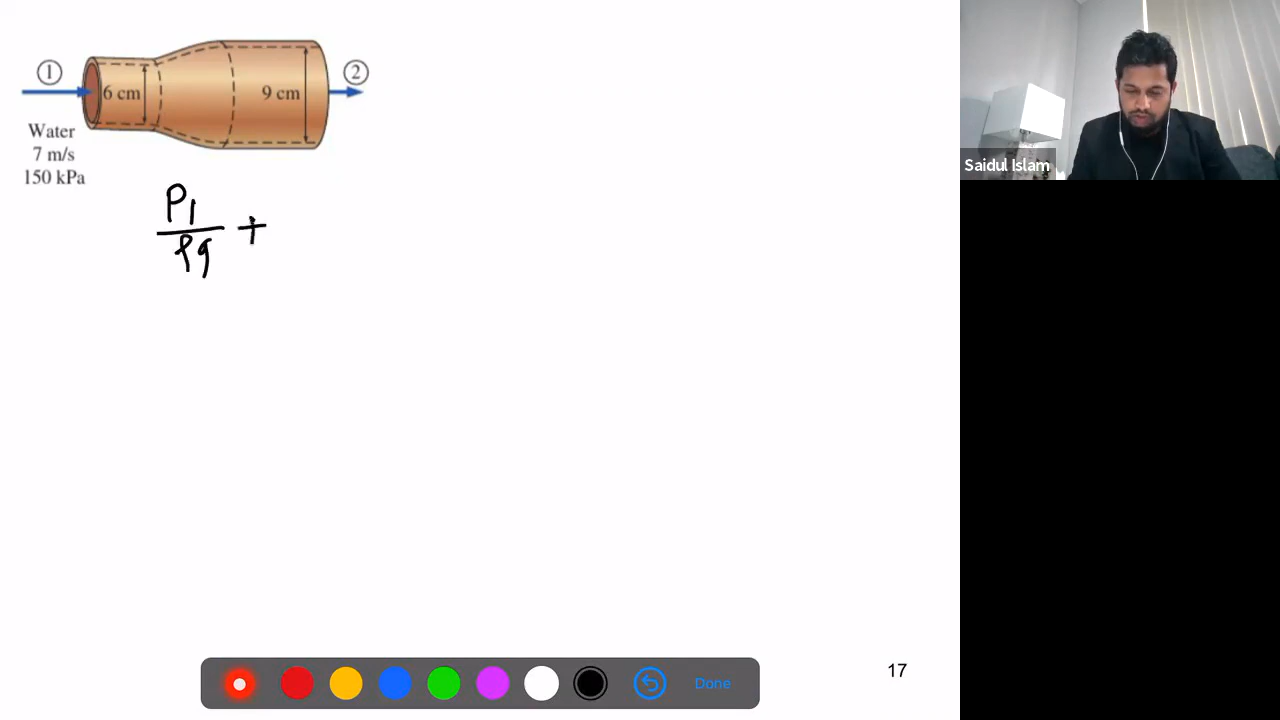 ① 6 cm 9 cm ②
Water
7 m/s
150 kPa
P₁
ρg +
Saidul Islam
Done
17